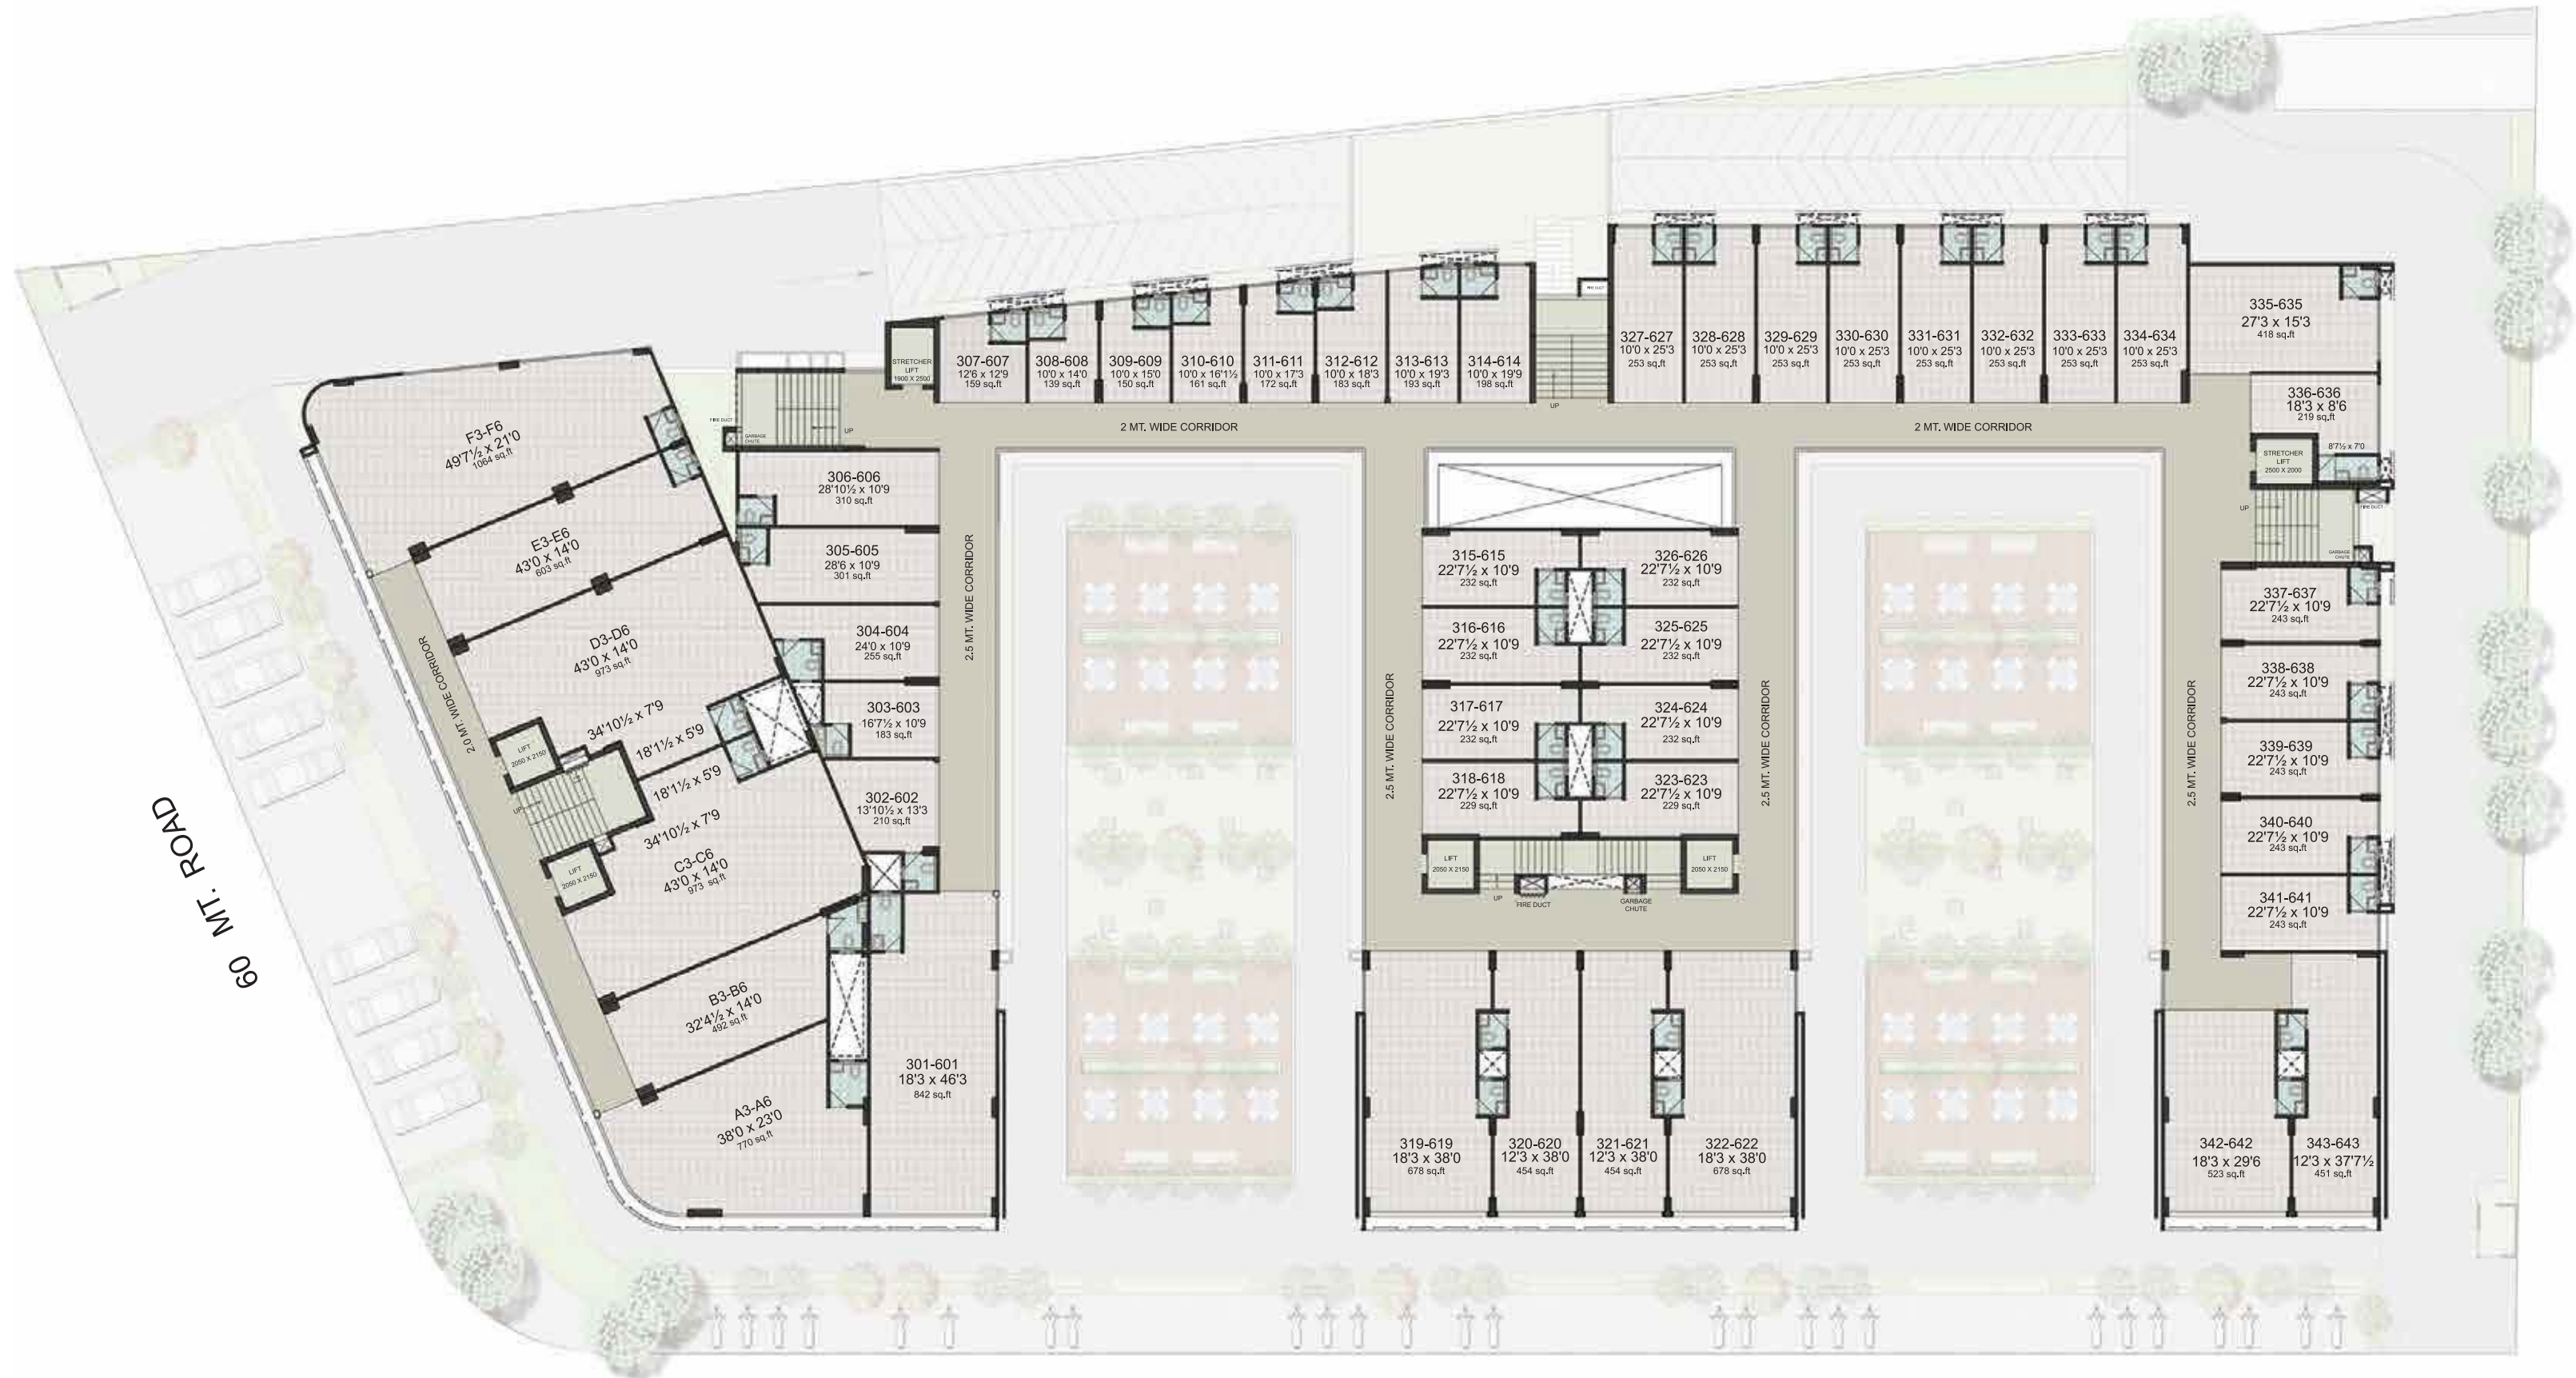 60 MT. ROAD
F3-F6
49'7½ x 21'0
1064 sq.ft
E3-E6
43'0 x 14'0
603 sq.ft
D3-D6
43'0 x 14'0
973 sq.ft
34'10½ x 7'9
18'1½ x 5'9
18'1½ x 5'9
34'10½ x 7'9
C3-C6
43'0 x 14'0
973 sq.ft
B3-B6
32'4½ x 14'0
492 sq.ft
A3-A6
38'0 x 23'0
770 sq.ft
2.0 MT. WIDE CORRIDOR
LIFT
2050 X 2150
UP
LIFT
2050 X 2150
FIRE DUCT
GARBAGE
CHUTE
UP
STRETCHER
LIFT
1900 X 2500
306-606
28'10½ x 10'9
310 sq.ft
305-605
28'6 x 10'9
301 sq.ft
304-604
24'0 x 10'9
255 sq.ft
303-603
16'7½ x 10'9
183 sq.ft
302-602
13'10½ x 13'3
210 sq.ft
301-601
18'3 x 46'3
842 sq.ft
2.5 MT. WIDE CORRIDOR
307-607
12'6 x 12'9
159 sq.ft
308-608
10'0 x 14'0
139 sq.ft
309-609
10'0 x 15'0
150 sq.ft
310-610
10'0 x 16'1½
161 sq.ft
311-611
10'0 x 17'3
172 sq.ft
312-612
10'0 x 18'3
183 sq.ft
313-613
10'0 x 19'3
193 sq.ft
314-614
10'0 x 19'9
198 sq.ft
2 MT. WIDE CORRIDOR
UP
FIRE DUCT
327-627
10'0 x 25'3
253 sq.ft
328-628
10'0 x 25'3
253 sq.ft
329-629
10'0 x 25'3
253 sq.ft
330-630
10'0 x 25'3
253 sq.ft
331-631
10'0 x 25'3
253 sq.ft
332-632
10'0 x 25'3
253 sq.ft
333-633
10'0 x 25'3
253 sq.ft
334-634
10'0 x 25'3
253 sq.ft
2 MT. WIDE CORRIDOR
315-615
22'7½ x 10'9
232 sq.ft
326-626
22'7½ x 10'9
232 sq.ft
316-616
22'7½ x 10'9
232 sq.ft
325-625
22'7½ x 10'9
232 sq.ft
317-617
22'7½ x 10'9
232 sq.ft
324-624
22'7½ x 10'9
232 sq.ft
318-618
22'7½ x 10'9
229 sq.ft
323-623
22'7½ x 10'9
229 sq.ft
2.5 MT. WIDE CORRIDOR
2.5 MT. WIDE CORRIDOR
LIFT
2050 X 2150
LIFT
2050 X 2150
UP
FIRE DUCT
GARBAGE
CHUTE
319-619
18'3 x 38'0
678 sq.ft
320-620
12'3 x 38'0
454 sq.ft
321-621
12'3 x 38'0
454 sq.ft
322-622
18'3 x 38'0
678 sq.ft
335-635
27'3 x 15'3
418 sq.ft
336-636
18'3 x 8'6
219 sq.ft
8'7½ x 7'0
STRETCHER
LIFT
2500 X 2000
UP
FIRE DUCT
GARBAGE
CHUTE
337-637
22'7½ x 10'9
243 sq.ft
338-638
22'7½ x 10'9
243 sq.ft
339-639
22'7½ x 10'9
243 sq.ft
340-640
22'7½ x 10'9
243 sq.ft
341-641
22'7½ x 10'9
243 sq.ft
2.5 MT. WIDE CORRIDOR
342-642
18'3 x 29'6
523 sq.ft
343-643
12'3 x 37'7½
451 sq.ft